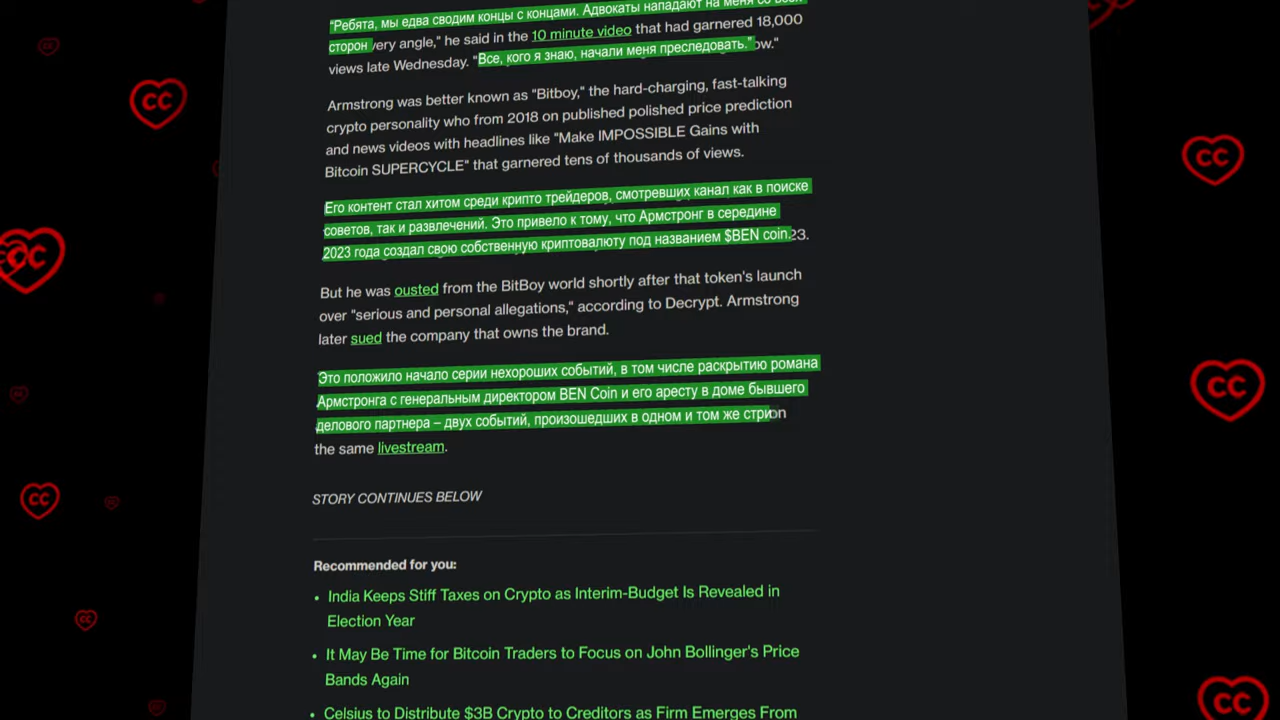 "Ребята, мы едва сводим концы с концами. Адвокаты нападают на меня со всех
сторон very angle," he said in the 10 minute video that had garnered 18,000
views late Wednesday. "Все, кого я знаю, начали меня преследовать." ow."
Armstrong was better known as "Bitboy," the hard-charging, fast-talking
crypto personality who from 2018 on published polished price prediction
and news videos with headlines like "Make IMPOSSIBLE Gains with
Bitcoin SUPERCYCLE" that garnered tens of thousands of views.
Его контент стал хитом среди крипто трейдеров, смотревших канал как в поиске
советов, так и развлечений. Это привело к тому, что Армстронг в середине
2023 года создал свою собственную криптовалюту под названием $BEN coin. 23.
But he was ousted from the BitBoy world shortly after that token's launch
over "serious and personal allegations," according to Decrypt. Armstrong
later sued the company that owns the brand.
Это положило начало серии нехороших событий, в том числе раскрытию романа
Армстронга с генеральным директором BEN Coin и его аресту в доме бывшего
делового партнера – двух событий, произошедших в одном и том же стри on
the same livestream.
STORY CONTINUES BELOW
Recommended for you:
• India Keeps Stiff Taxes on Crypto as Interim-Budget Is Revealed in
Election Year
• It May Be Time for Bitcoin Traders to Focus on John Bollinger's Price
Bands Again
• Celsius to Distribute $3B Crypto to Creditors as Firm Emerges From
CC
CC
CC
CC
CC
CC
CC
CC
CC